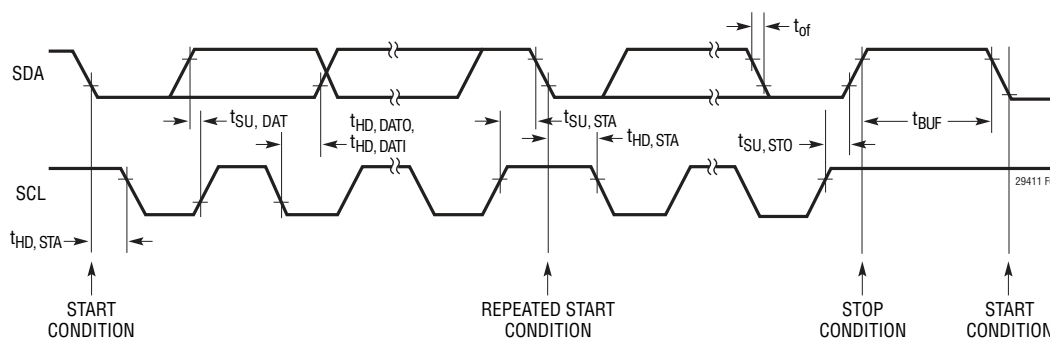 tof
SDA
tSU, DAT
tHD, DATO,
tHD, DATI
tSU, STA
tHD, STA
tSU, STO
tBUF
SCL
29411 F
tHD, STA
START
CONDITION
REPEATED START
CONDITION
STOP
CONDITION
START
CONDITION